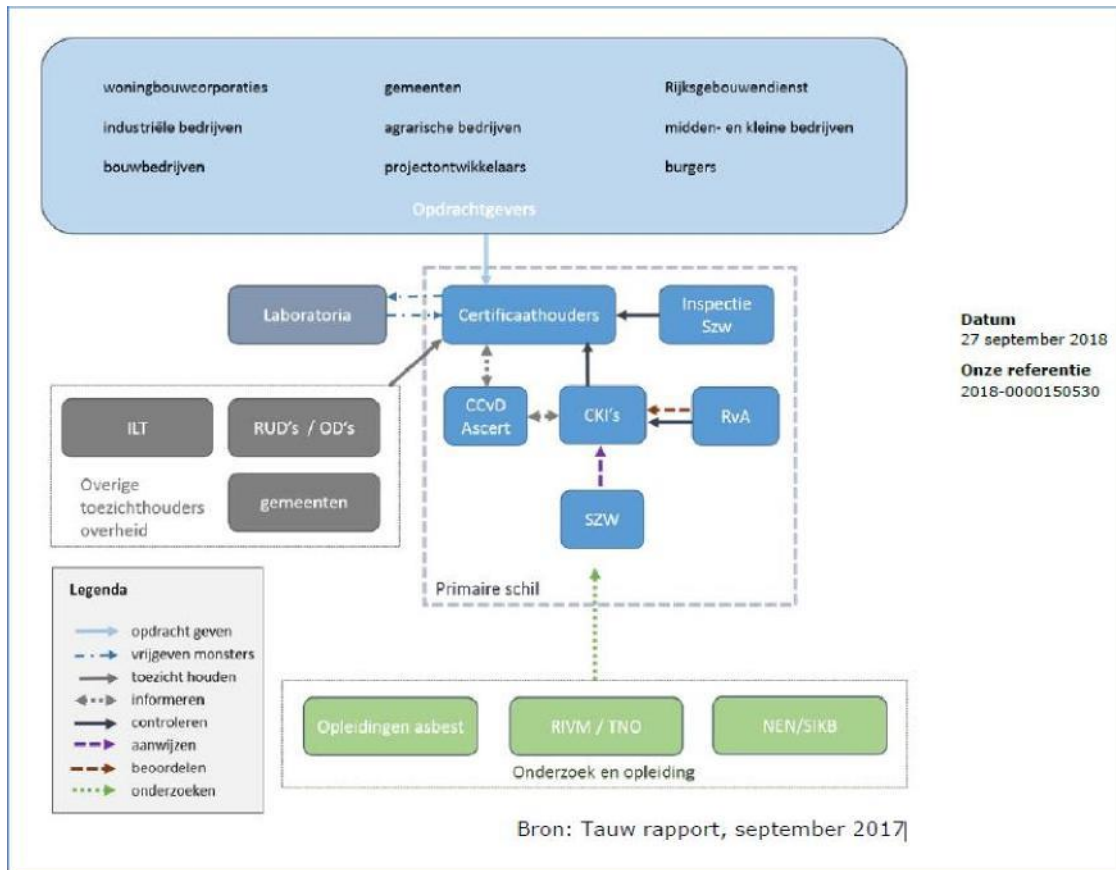 woningbouwcorporaties
gemeenten
Rijksgebouwendienst
industriële bedrijven
agrarische bedrijven
midden- en kleine bedrijven
bouwbedrijven
projectontwikkelaars
burgers
Opdrachtgevers
Laboratoria
Certificaathouders
Inspectie
Szw
Datum
27 september 2018
Onze referentie
2018-0000150530
ILT
RUD's / OD's
CCvD
Ascert
CKI's
RvA
Overige
toezichthouders
overheid
gemeenten
SZW
Primaire schil
Legenda
opdracht geven
vrijgeven monsters
toezicht houden
informeren
controleren
aanwijzen
beoordelen
onderzoeken
Opleidingen asbest
RIVM / TNO
NEN/SIKB
Onderzoek en opleiding
Bron: Tauw rapport, september 2017